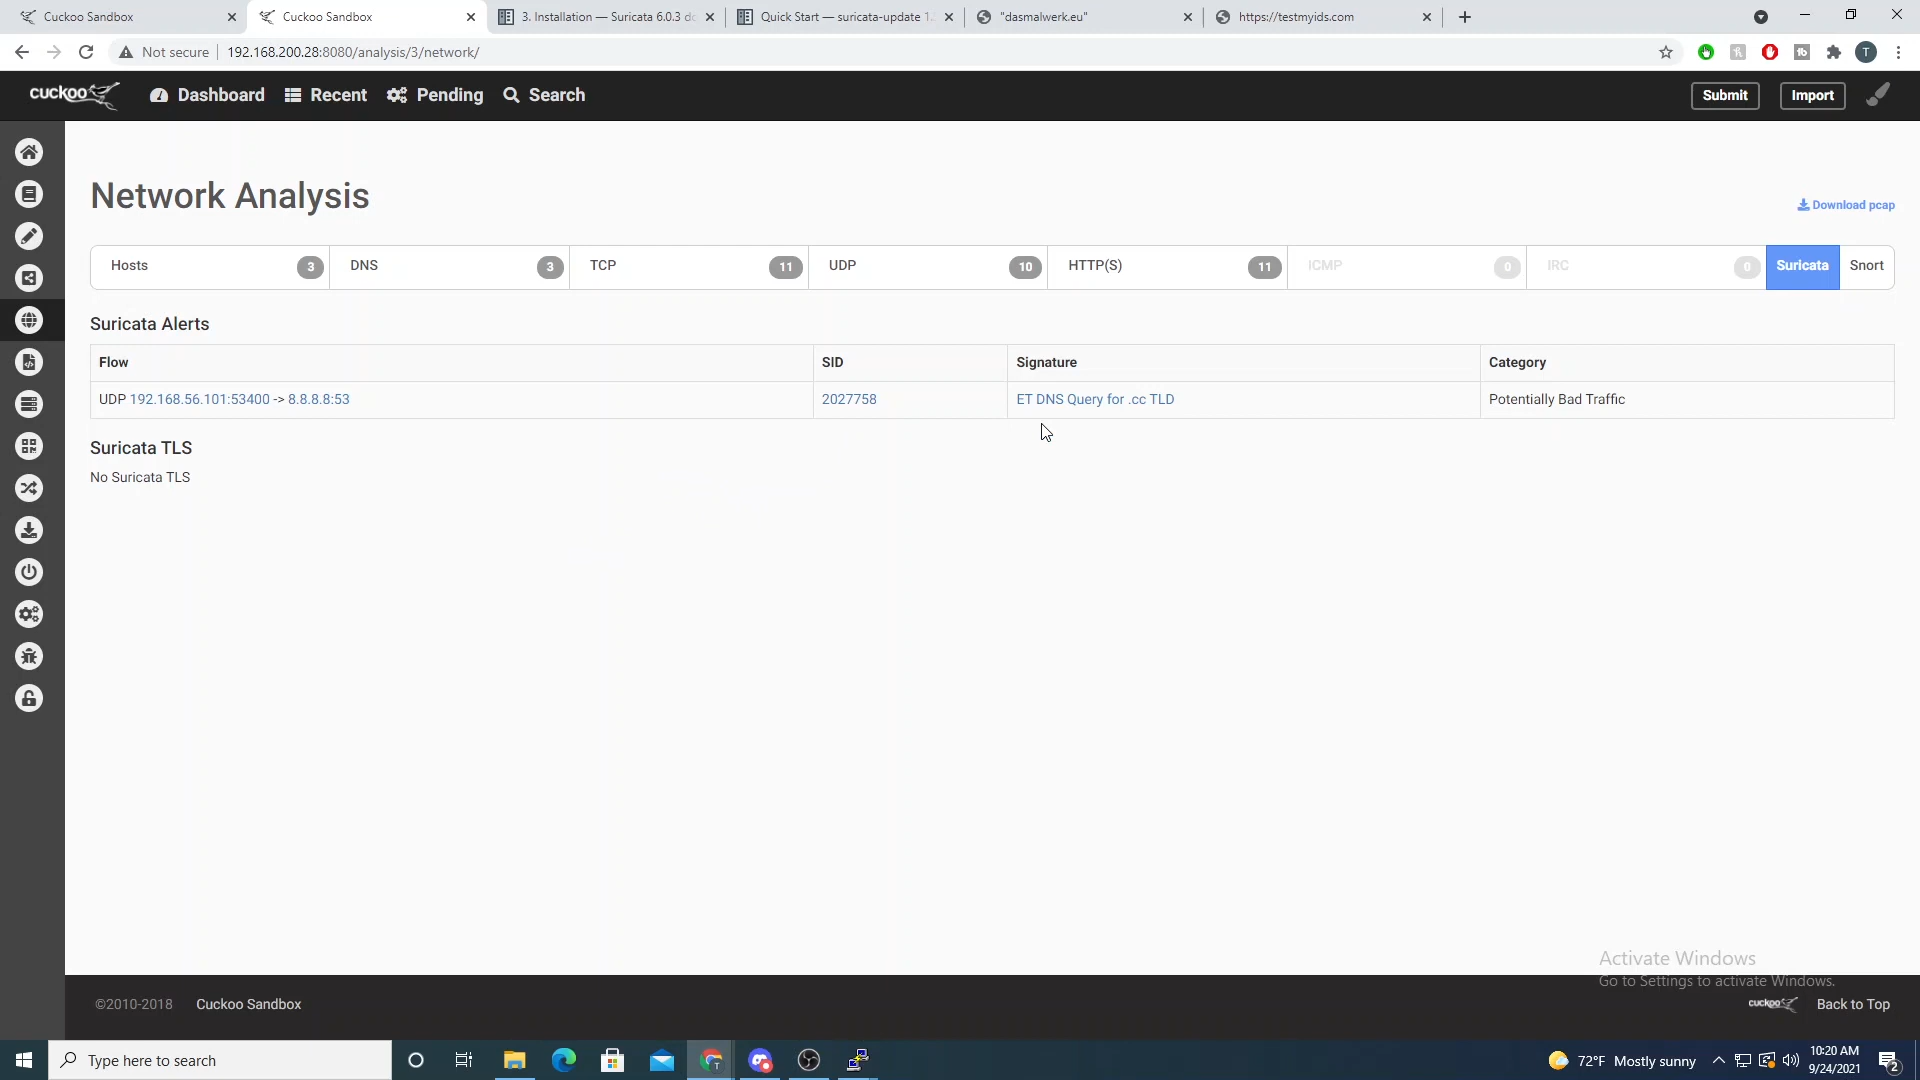 Cuckoo Sandbox
Cuckoo Sandbox
3. Installation — Suricata 6.0.3 do
Quick Start — suricata-update 1.
"dasmalwerk.eu"
https://testmyids.com
Not secure
192.168.200.28:8080/analysis/3/network/
T
cuckoo
Dashboard
Recent
Pending
Search
Submit
Import
Network Analysis
Download pcap
Hosts 3
DNS 3
TCP 11
UDP 10
HTTP(S) 11
ICMP 0
IRC 0
Suricata
Snort
Suricata Alerts
Flow SID Signature Category
UDP 192.168.56.101:53400 -> 8.8.8.8:53 2027758 ET DNS Query for .cc TLD Potentially Bad Traffic
Suricata TLS
No Suricata TLS
Activate Windows
Go to Settings to activate Windows.
©2010-2018 Cuckoo Sandbox
cuckoo
Back to Top
Type here to search
72°F Mostly sunny
10:20 AM
9/24/2021
2